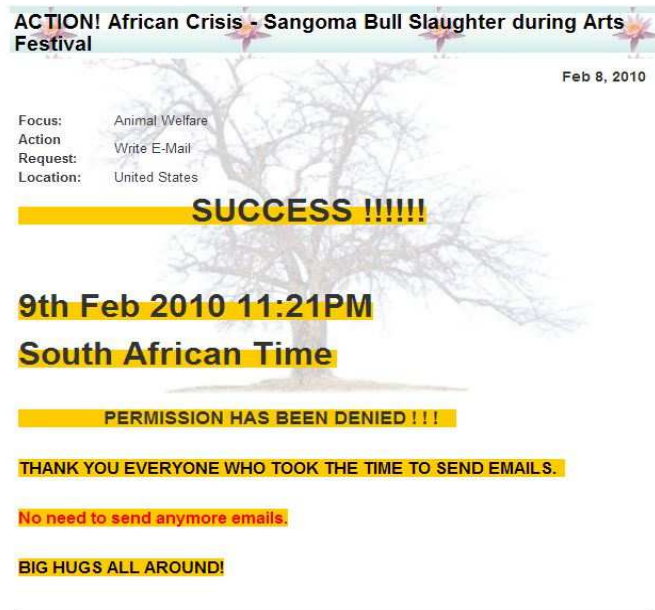 ACTION! African Crisis - Sangoma Bull Slaughter during Arts
Festival
Feb 8, 2010
Focus: Animal Welfare
Action
Request: Write E-Mail
Location: United States
SUCCESS !!!!!!
9th Feb 2010 11:21PM
South African Time
PERMISSION HAS BEEN DENIED ! ! !
THANK YOU EVERYONE WHO TOOK THE TIME TO SEND EMAILS.
No need to send anymore emails.
BIG HUGS ALL AROUND!